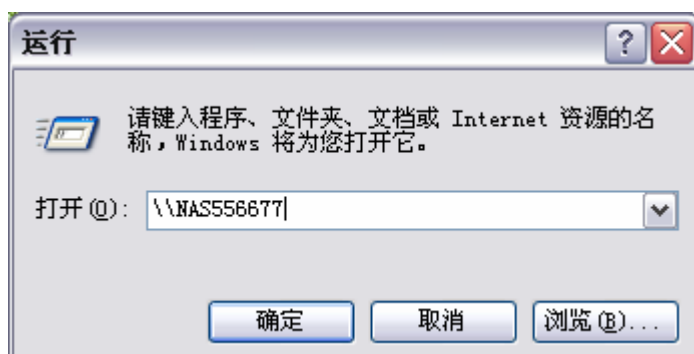 运行
请键入程序、文件夹、文档或 Internet 资源的名
称，Windows 将为您打开它。
打开(O): \\NAS556677
确定 取消 浏览(B)...